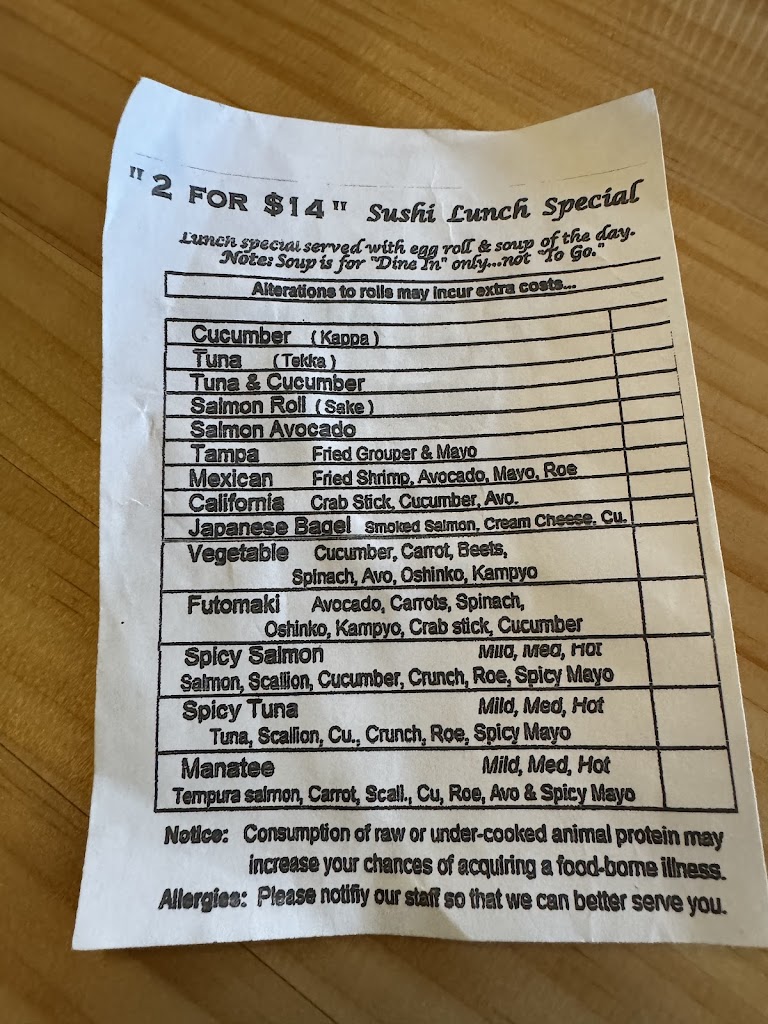 "2 FOR $14" Sushi Lunch Special
Lunch special served with egg roll & soup of the day.
Note: Soup is for "Dine In" only...not "To Go."
Alterations to rolls may incur extra costs...
Cucumber (Kappa)
Tuna (Tekka)
Tuna & Cucumber
Salmon Roll (Sake)
Salmon Avocado
Tampa Fried Grouper & Mayo
Mexican Fried Shrimp, Avocado, Mayo, Roe
California Crab Stick, Cucumber, Avo.
Japanese Bagel Smoked Salmon, Cream Cheese. Cu.
Vegetable Cucumber, Carrot, Beets,
Spinach, Avo, Oshinko, Kampyo
Futomaki Avocado, Carrots, Spinach,
Oshinko, Kampyo, Crab stick, Cucumber
Spicy Salmon Mild, Med, Hot
Salmon, Scallion, Cucumber, Crunch, Roe, Spicy Mayo
Spicy Tuna Mild, Med, Hot
Tuna, Scallion, Cu., Crunch, Roe, Spicy Mayo
Manatee Mild, Med, Hot
Tempura salmon, Carrot, Scall., Cu, Roe, Avo & Spicy Mayo
Notice: Consumption of raw or under-cooked animal protein may
increase your chances of acquiring a food-borne illness.
Allergies: Please notifiy our staff so that we can better serve you.